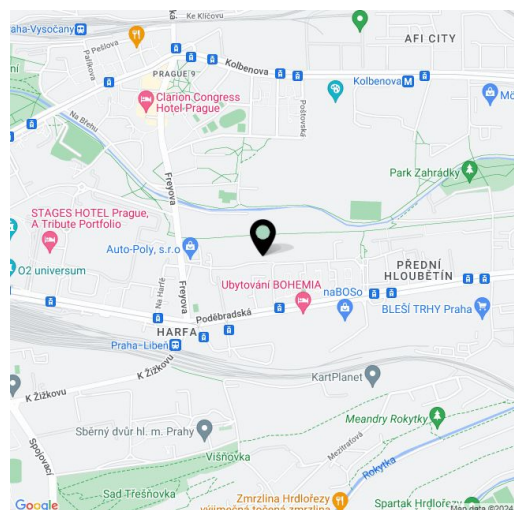 Ke Klíčovu
aha-Vysočany
P. Pešlova
Paříkova
AFI CITY
Kolbenova
PRAGUE 9
Kolbenova
Clarion Congress
Hotel Prague
Poštovská
Na Břehu
Freyova
Park Zahrádky
STAGES HOTEL Prague,
A Tribute Portfolio
Auto-Poly, s.r.o
O2 universum
PŘEDNÍ
HLOUBĚTÍN
Ubytování BOHEMIA
naBOSo
Na Harfě
Freyova
BLEŠÍ TRHY Praha
Poděbradská
HARFA
Praha-Libeň
K Žižkovu
KartPlanet
K Žižkovu
Meandry Rokytky
Sběrný dvůr hl. m. Prahy
Mezitraťová
Spojovací
Višňovka
Rokytka
Sad Třešňovka
Zmrzlina Hrdlořezy
Spartak Hrdlořezy
Google
Map data ©2024